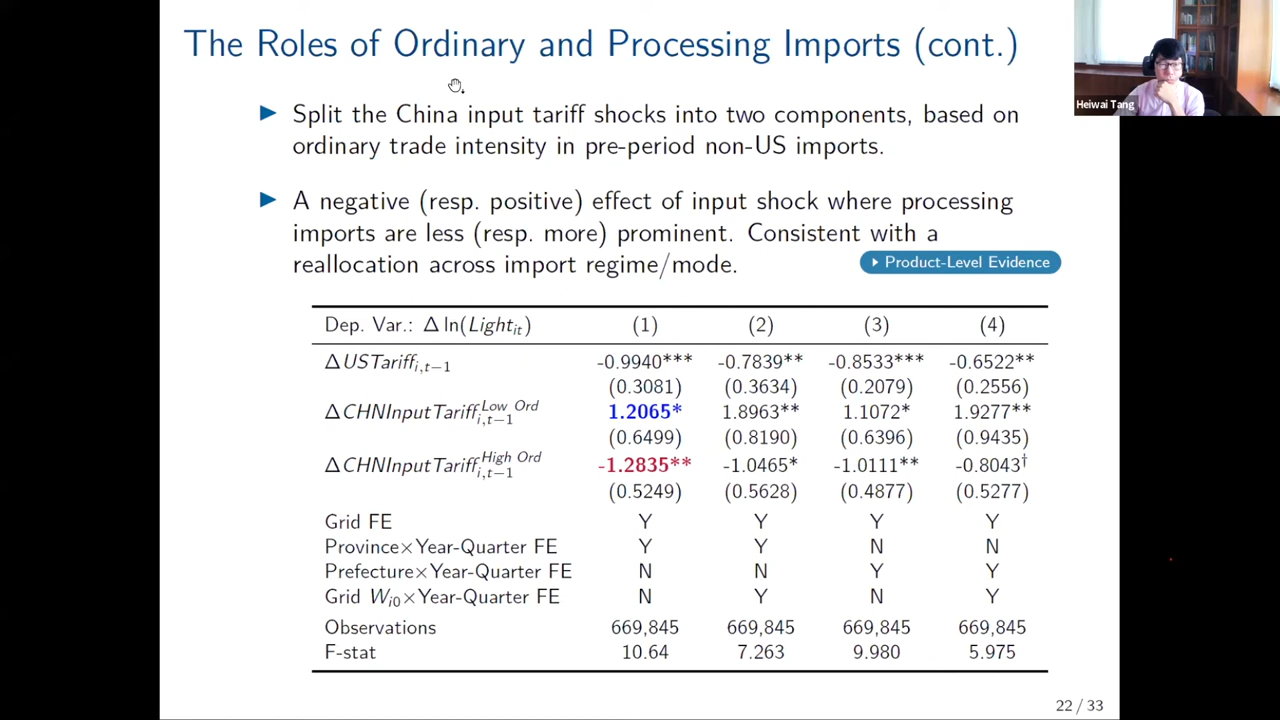 The Roles of Ordinary and Processing Imports (cont.)
Heiwai Tang
▶ Split the China input tariff shocks into two components, based on
ordinary trade intensity in pre-period non-US imports.
▶ A negative (resp. positive) effect of input shock where processing
imports are less (resp. more) prominent. Consistent with a
reallocation across import regime/mode.
▶ Product-Level Evidence
Dep. Var.: Δ ln(Light_it) (1) (2) (3) (4)
ΔUSTariff_i,t−1 -0.9940*** -0.7839** -0.8533*** -0.6522**
(0.3081) (0.3634) (0.2079) (0.2556)
ΔCHNInputTariff^Low Ord_i,t−1 1.2065* 1.8963** 1.1072* 1.9277**
(0.6499) (0.8190) (0.6396) (0.9435)
ΔCHNInputTariff^High Ord_i,t−1 -1.2835** -1.0465* -1.0111** -0.8043†
(0.5249) (0.5628) (0.4877) (0.5277)
Grid FE Y Y Y Y
Province×Year-Quarter FE Y Y N N
Prefecture×Year-Quarter FE N N Y Y
Grid W_i0×Year-Quarter FE N Y N Y
Observations 669,845 669,845 669,845 669,845
F-stat 10.64 7.263 9.980 5.975
22 / 33